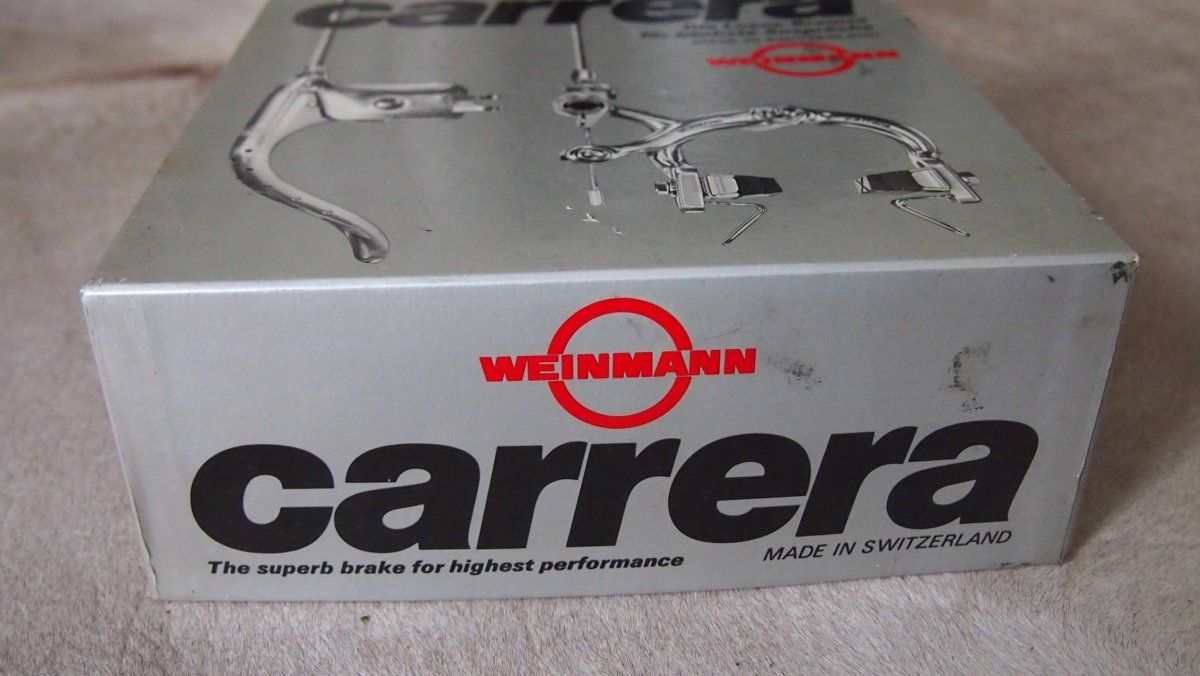 carrera
WEINMANN
WEINMANN
carrera
The superb brake for highest performance
MADE IN SWITZERLAND